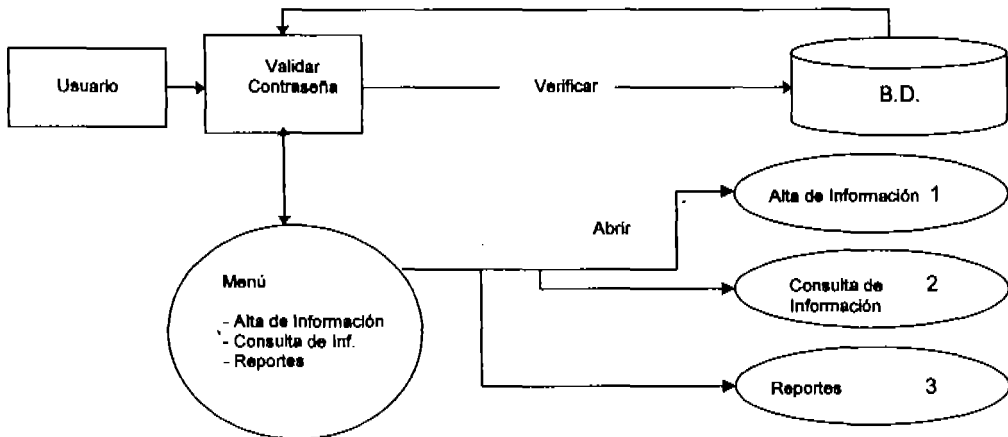 Usuario
Validar
Contraseña
Verificar
B.D.
Alta de Información 1
Abrir
Menú
- Alta de Información
- Consulta de Inf.
- Reportes
Consulta de 2
Información
Reportes 3